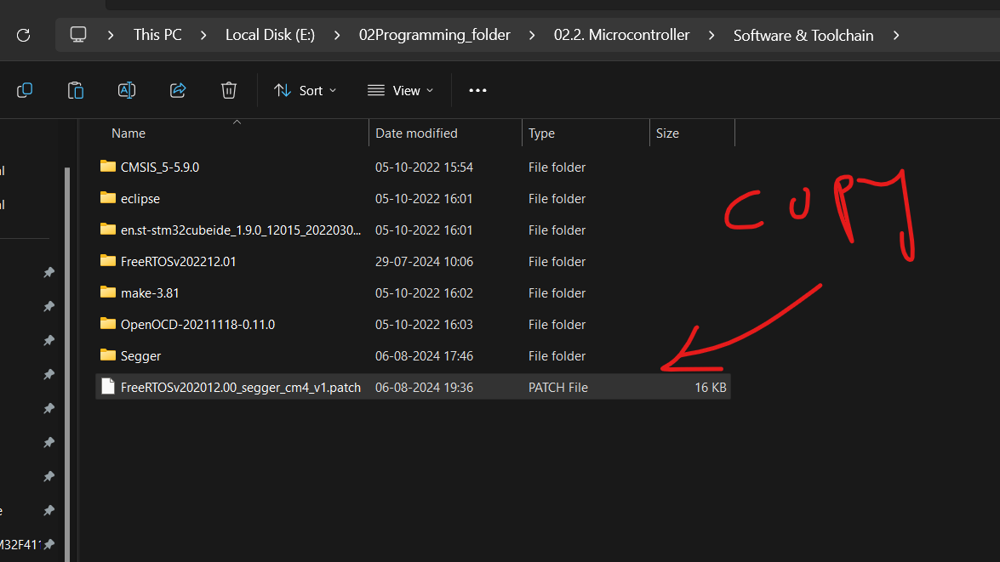 This PC > Local Disk (E:) > 02Programming_folder > 02.2. Microcontroller > Software & Toolchain >
Sort View
Name Date modified Type Size
CMSIS_5-5.9.0 05-10-2022 15:54 File folder
eclipse 05-10-2022 16:01 File folder
en.st-stm32cubeide_1.9.0_12015_2022030... 05-10-2022 16:01 File folder
FreeRTOSv202212.01 29-07-2024 10:06 File folder
make-3.81 05-10-2022 16:02 File folder
OpenOCD-20211118-0.11.0 05-10-2022 16:03 File folder
Segger 06-08-2024 17:46 File folder
FreeRTOSv202012.00_segger_cm4_v1.patch 06-08-2024 19:36 PATCH File 16 KB
copy